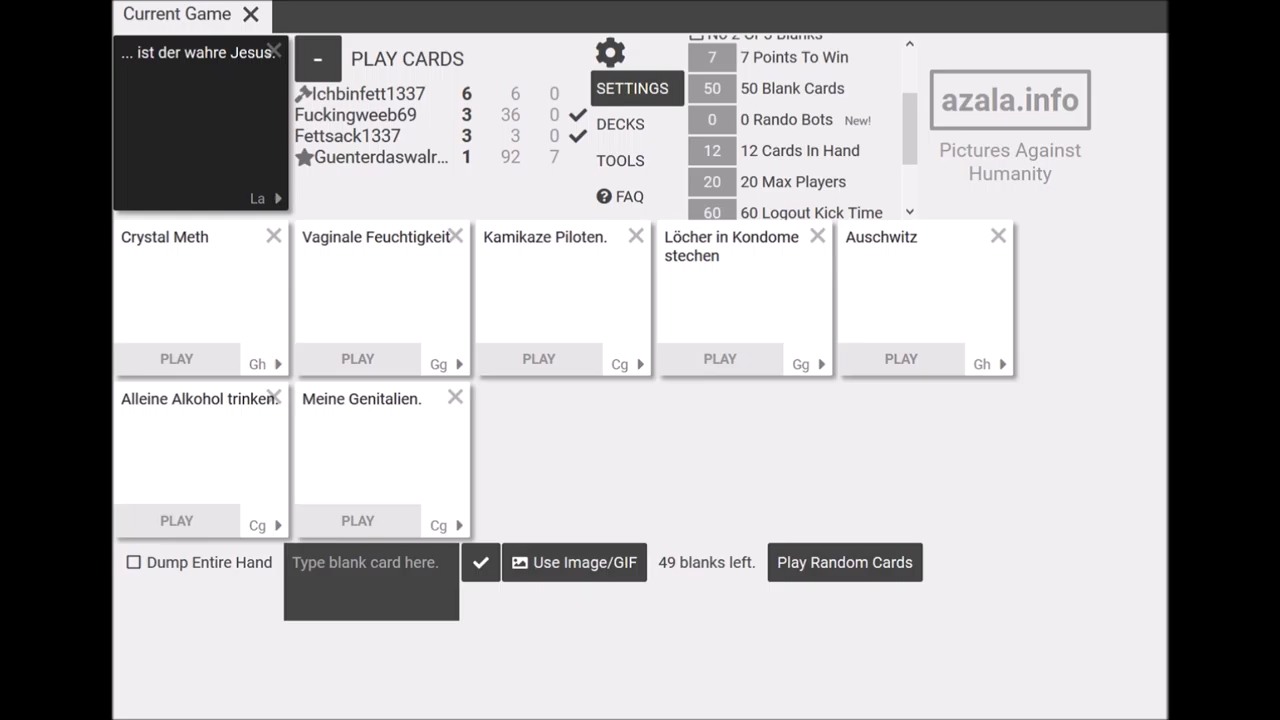 Current Game
... ist der wahre Jesus.
La
-
PLAY CARDS
Ichbinfett1337 6 6 0
Fuckingweeb69 3 36 0
Fettsack1337 3 3 0
Guenterdaswalr... 1 92 7
SETTINGS
DECKS
TOOLS
? FAQ
No 2 Or 3 Blanks
7 7 Points To Win
50 50 Blank Cards
0 0 Rando Bots New!
12 12 Cards In Hand
20 20 Max Players
60 60 Logout Kick Time
azala.info
Pictures Against
Humanity
Crystal Meth
PLAY
Gh
Vaginale Feuchtigkeit
PLAY
Gg
Kamikaze Piloten.
PLAY
Cg
Löcher in Kondome
stechen
PLAY
Gg
Auschwitz
PLAY
Gh
Alleine Alkohol trinken.
PLAY
Cg
Meine Genitalien.
PLAY
Cg
Dump Entire Hand
Type blank card here.
Use Image/GIF
49 blanks left.
Play Random Cards